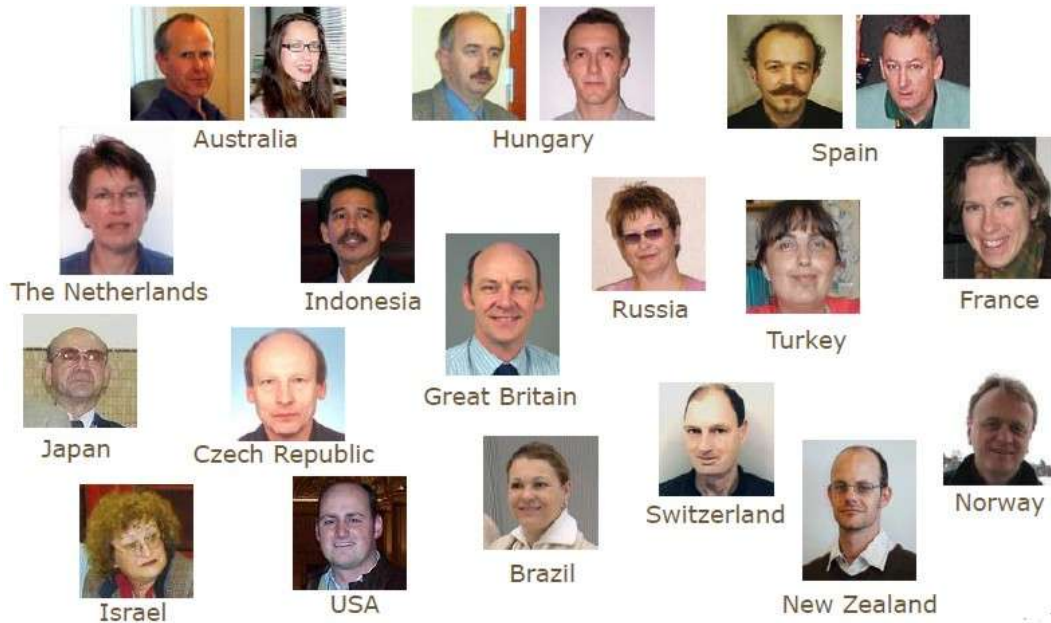 Australia
Hungary
Spain
The Netherlands
Indonesia
Russia
Turkey
France
Great Britain
Japan
Czech Republic
Switzerland
Norway
Israel
USA
Brazil
New Zealand